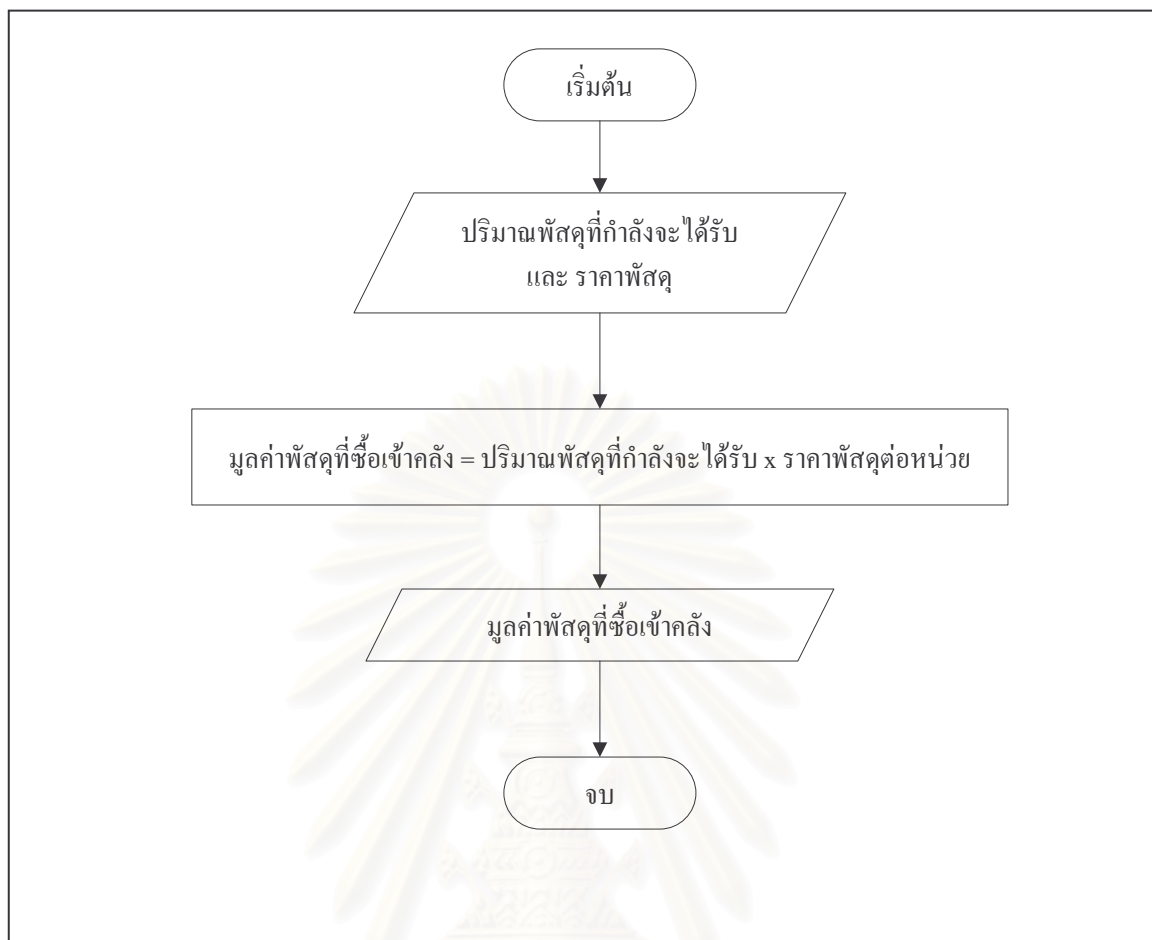 เริ่มต้น
ปริมาณพัสดุที่กำลังจะได้รับ
และ ราคาพัสดุ
มูลค่าพัสดุที่ซื้อเข้าคลัง = ปริมาณพัสดุที่กำลังจะได้รับ x ราคาพัสดุต่อหน่วย
มูลค่าพัสดุที่ซื้อเข้าคลัง
จบ